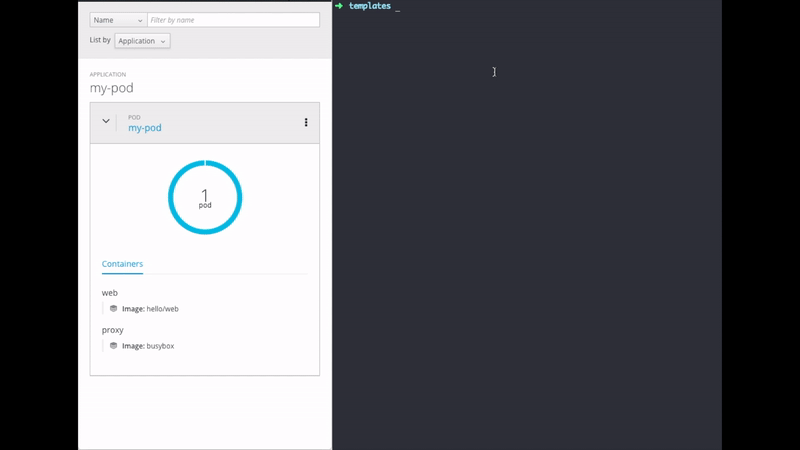 Name Filter by name
List by Application
APPLICATION
my-pod
POD
my-pod
1
pod
Containers
web
Image: hello/web
proxy
Image: busybox
➜ templates _